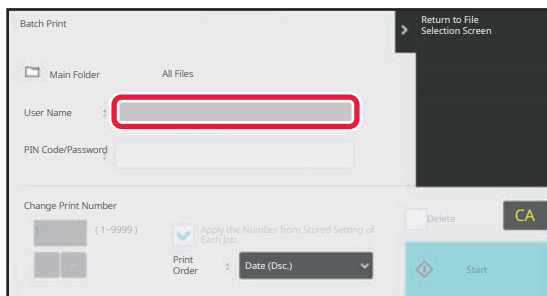 Batch Print
Return to File
Selection Screen
Main Folder All Files
User Name :
PIN Code/Password :
Change Print Number
1 (1~9999)
Apply the Number from Stored Setting of
Each Job.
Print
Order : Date (Dsc.)
Delete
CA
Start